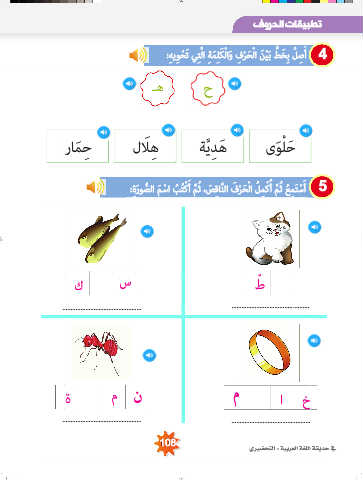 تطبيقات الحروف
4 أَصِلُ بِخَطٍّ بَيْنَ الْحَرْفِ وَالْكَلِمَةِ الَّتِي تَحْوِيهِ:
ح هـ
حَلْوَى هَدِيَّة هِلَال حِمَار
5 أَسْتَمِعُ ثُمَّ أُكْمِلُ الْحَرْفَ النَّاقِصَ، ثُمَّ أَكْتُبُ اسْمَ الصُّورَةِ:
طّ
س ك
خ ا م
ن م ة
في حديقة اللغة العربية - التحضيري
108